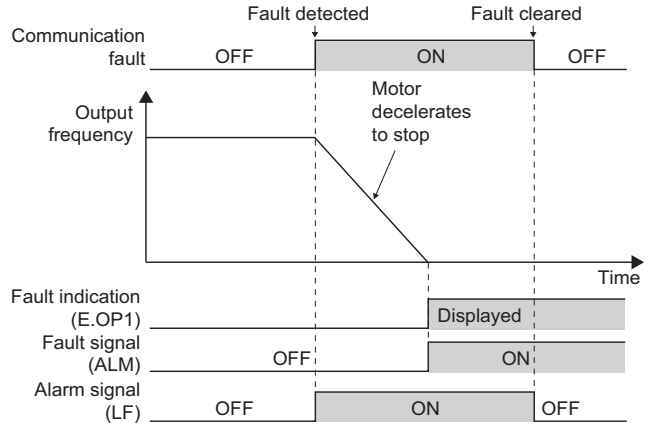 Fault detected
Fault cleared
Communication
fault
OFF
ON
OFF
Output
frequency
Motor
decelerates
to stop
Time
Fault indication
(E.OP1)
Displayed
Fault signal
(ALM)
OFF
ON
Alarm signal
(LF)
OFF
ON
OFF